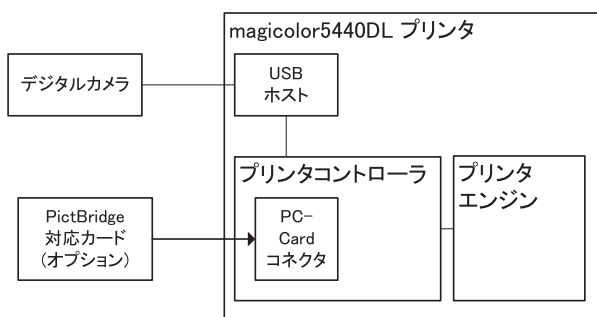 magicolor5440DL プリンタ
デジタルカメラ
USB
ホスト
プリンタコントローラ
プリンタ
エンジン
PictBridge
対応カード
(オプション)
PC-
Card
コネクタ